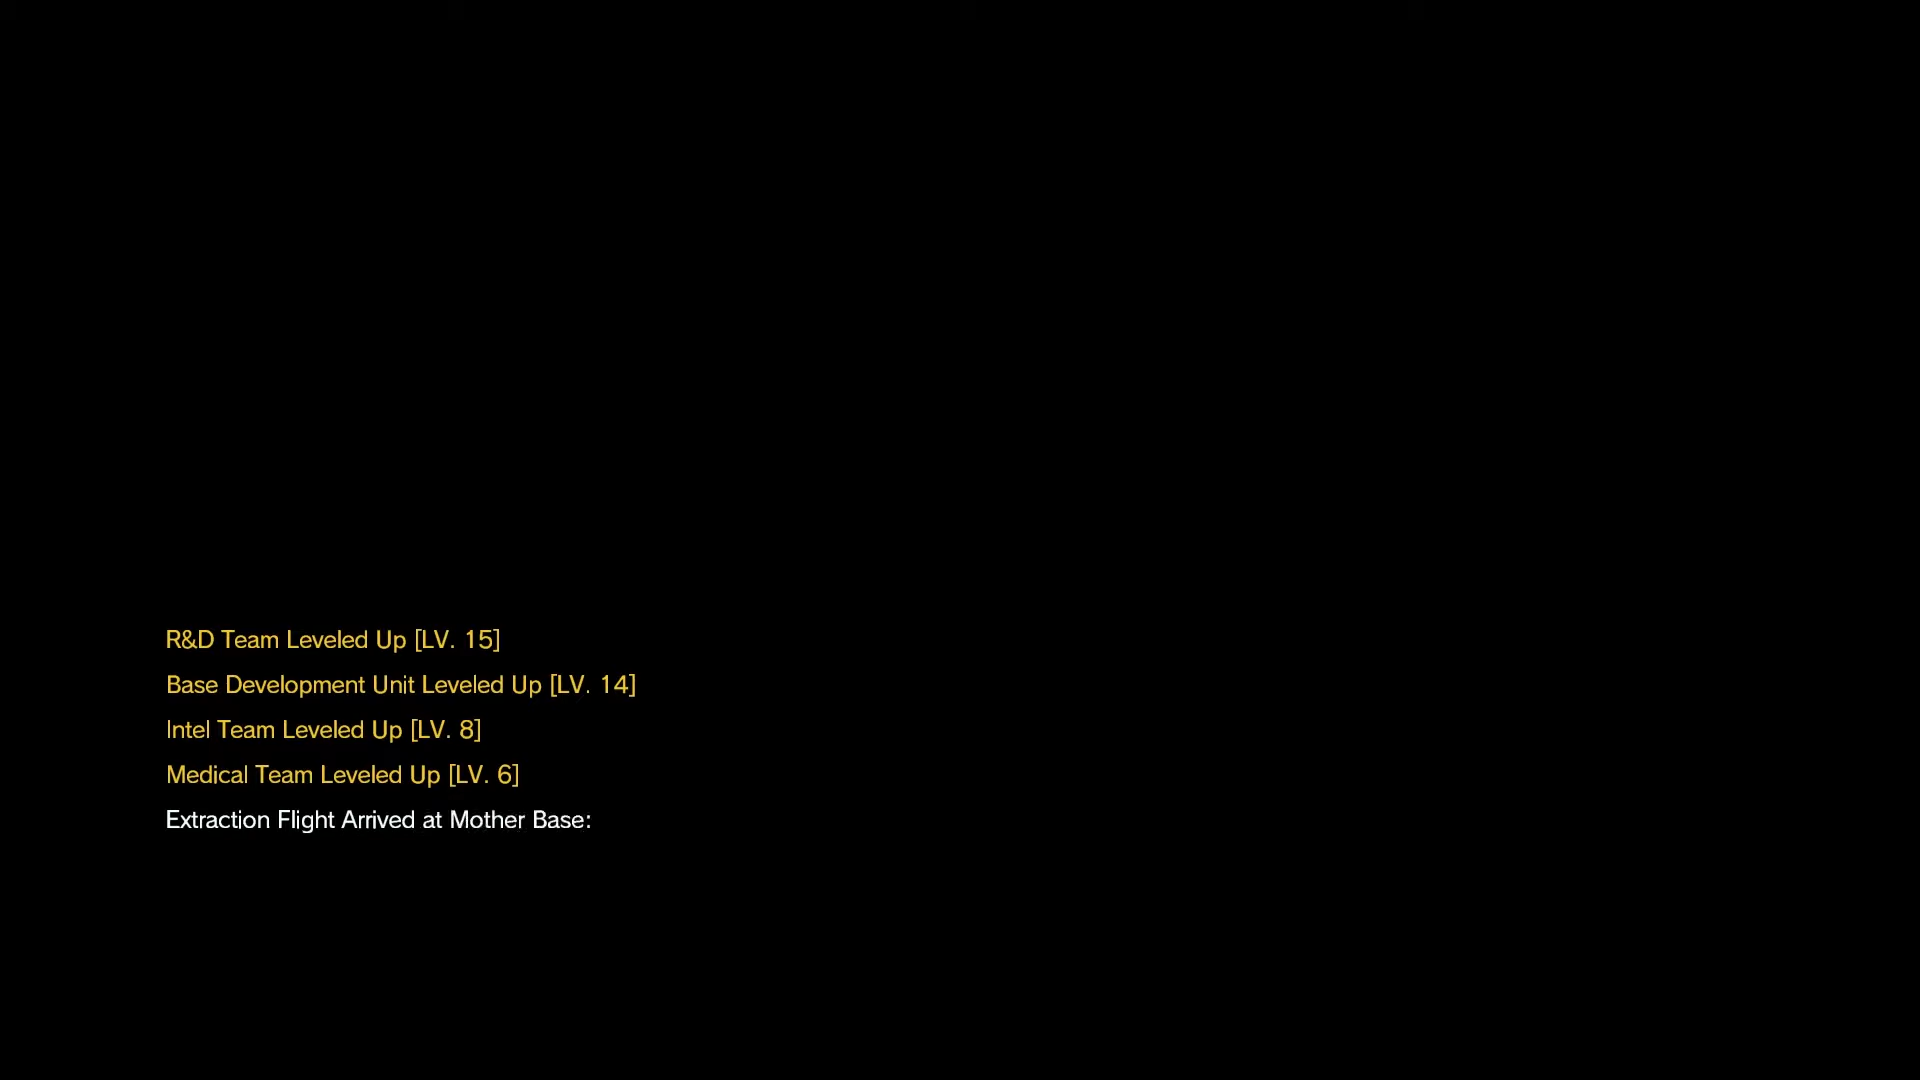 R&D Team Leveled Up [LV. 15]
Base Development Unit Leveled Up [LV. 14]
Intel Team Leveled Up [LV. 8]
Medical Team Leveled Up [LV. 6]
Extraction Flight Arrived at Mother Base: